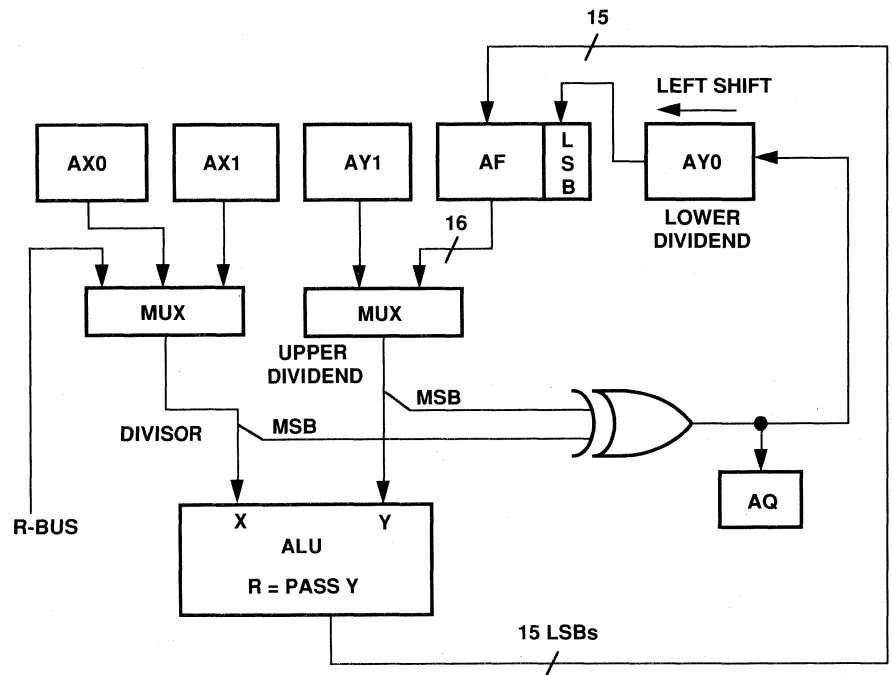 15
LEFT SHIFT
AX0
AX1
AY1
AF
L
S
B
AY0
LOWER
DIVIDEND
16
MUX
MUX
UPPER
DIVIDEND
MSB
DIVISOR
MSB
R-BUS
X
Y
ALU
R = PASS Y
AQ
15 LSBs